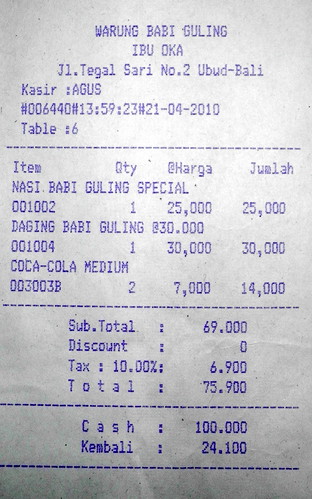 WARUNG BABI GULING
IBU OKA
Jl.Tegal Sari No.2 Ubud-Bali
Kasir :AGUS
#006440#13:59:23#21-04-2010
Table :6
Item Qty @Harga Jumlah
NASI BABI GULING SPECIAL
001002 1 25,000 25,000
DAGING BABI GULING @30.000
001004 1 30,000 30,000
COCA-COLA MEDIUM
003003B 2 7,000 14,000
Sub.Total : 69.000
Discount : 0
Tax : 10.00%: 6.900
T o t a l : 75.900
C a s h : 100.000
Kembali : 24.100